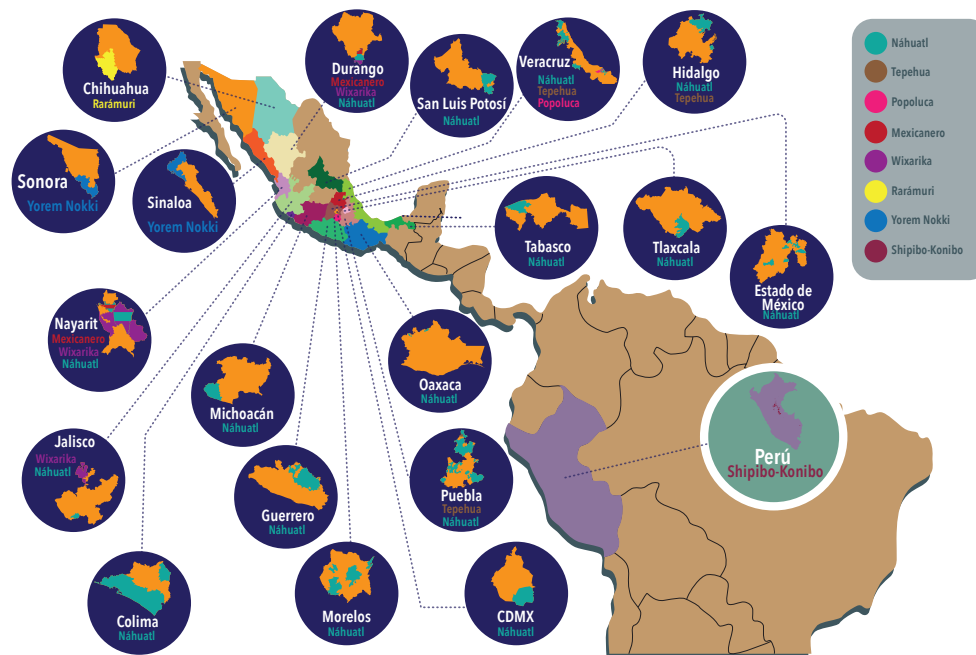 Chihuahua
Rarámuri
Durango
Mexicanero
Wixarika
Náhuatl
San Luis Potosí
Náhuatl
Veracruz
Náhuatl
Tepehua
Popoluca
Hidalgo
Náhuatl
Tepehua
Náhuatl
Tepehua
Popoluca
Mexicanero
Wixarika
Rarámuri
Yorem Nokki
Shipibo-Konibo
Sonora
Yorem Nokki
Sinaloa
Yorem Nokki
Tabasco
Náhuatl
Tlaxcala
Náhuatl
Estado de
México
Náhuatl
Nayarit
Mexicanero
Wixarika
Náhuatl
Michoacán
Náhuatl
Oaxaca
Náhuatl
Jalisco
Wixarika
Náhuatl
Guerrero
Náhuatl
Puebla
Tepehua
Náhuatl
Perú
Shipibo-Konibo
Colima
Náhuatl
Morelos
Náhuatl
CDMX
Náhuatl